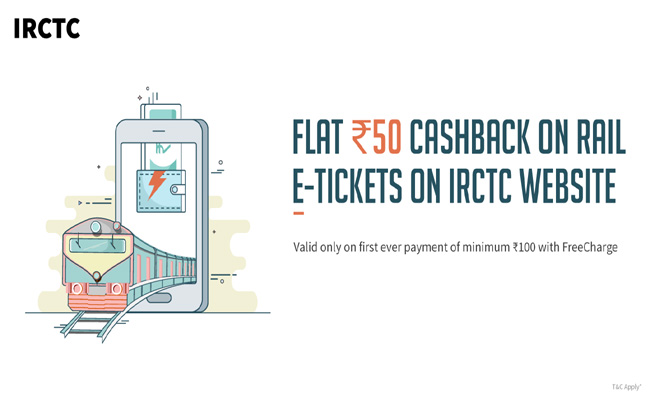 IRCTC
FLAT ₹50 CASHBACK ON RAIL
E-TICKETS ON IRCTC WEBSITE
Valid only on first ever payment of minimum ₹100 with FreeCharge
T&C Apply*